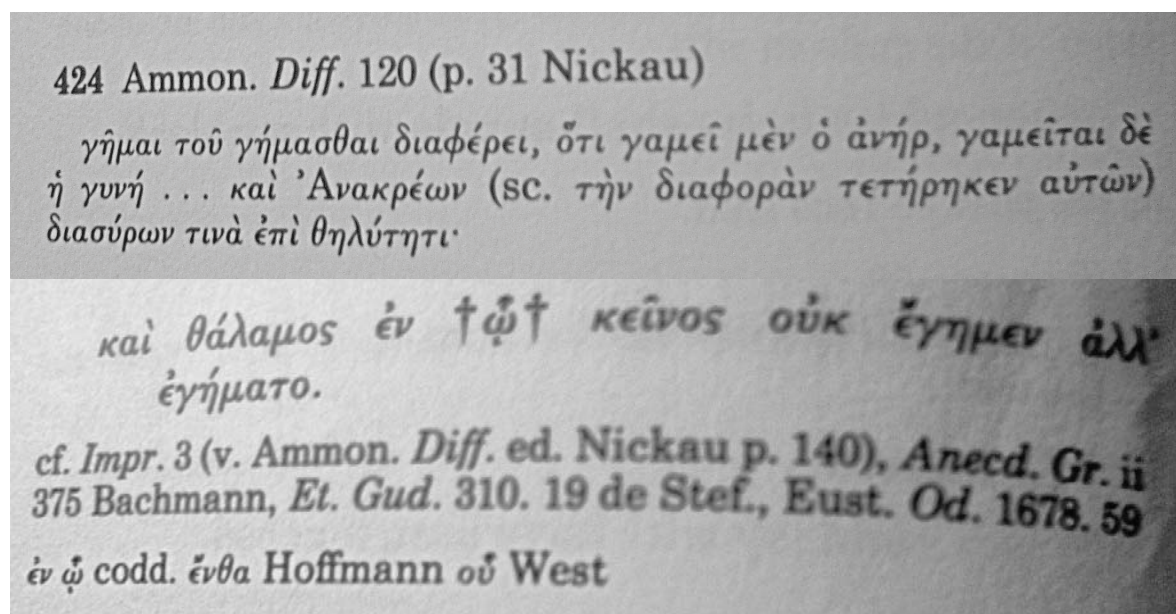 424 Ammon. Diff. 120 (p. 31 Nickau)
γῆμαι τοῦ γήμασθαι διαφέρει, ὅτι γαμεῖ μὲν ὁ ἀνήρ, γαμεῖται δὲ
ἡ γυνή ... καὶ Ἀνακρέων (sc. τὴν διαφορὰν τετήρηκεν αὐτῶν)
διασύρων τινὰ ἐπὶ θηλύτητι·
καὶ θάλαμος ἐν †ᾧ† κεῖνος οὐκ ἔγημεν ἀλλ'
ἐγήματο.
cf. Impr. 3 (v. Ammon. Diff. ed. Nickau p. 140), Anecd. Gr. ii
375 Bachmann, Et. Gud. 310. 19 de Stef., Eust. Od. 1678. 59
ἐν ᾧ codd. ἔνθα Hoffmann οὗ West